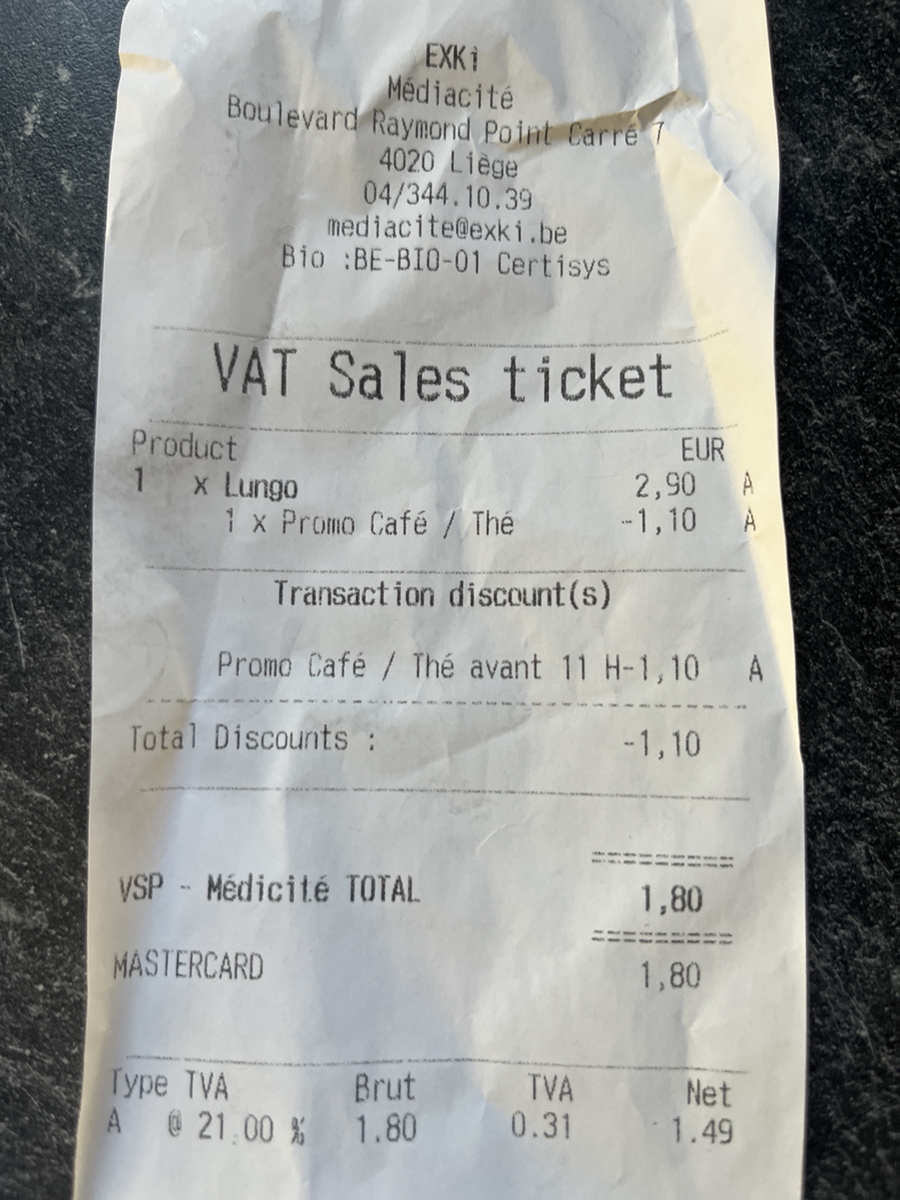 EXKi
Médiacité
Boulevard Raymond Point Carré 7
4020 Liège
04/344.10.39
mediacite@exki.be
Bio :BE-BIO-01 Certisys
VAT Sales ticket
Product EUR
1 x Lungo 2,90 A
1 x Promo Café / Thé -1,10 A
Transaction discount(s)
Promo Café / Thé avant 11 H-1,10 A
Total Discounts : -1,10
VSP - Médicité TOTAL 1,80
MASTERCARD 1,80
Type TVA Brut TVA Net
A @ 21.00 % 1.80 0.31 1.49